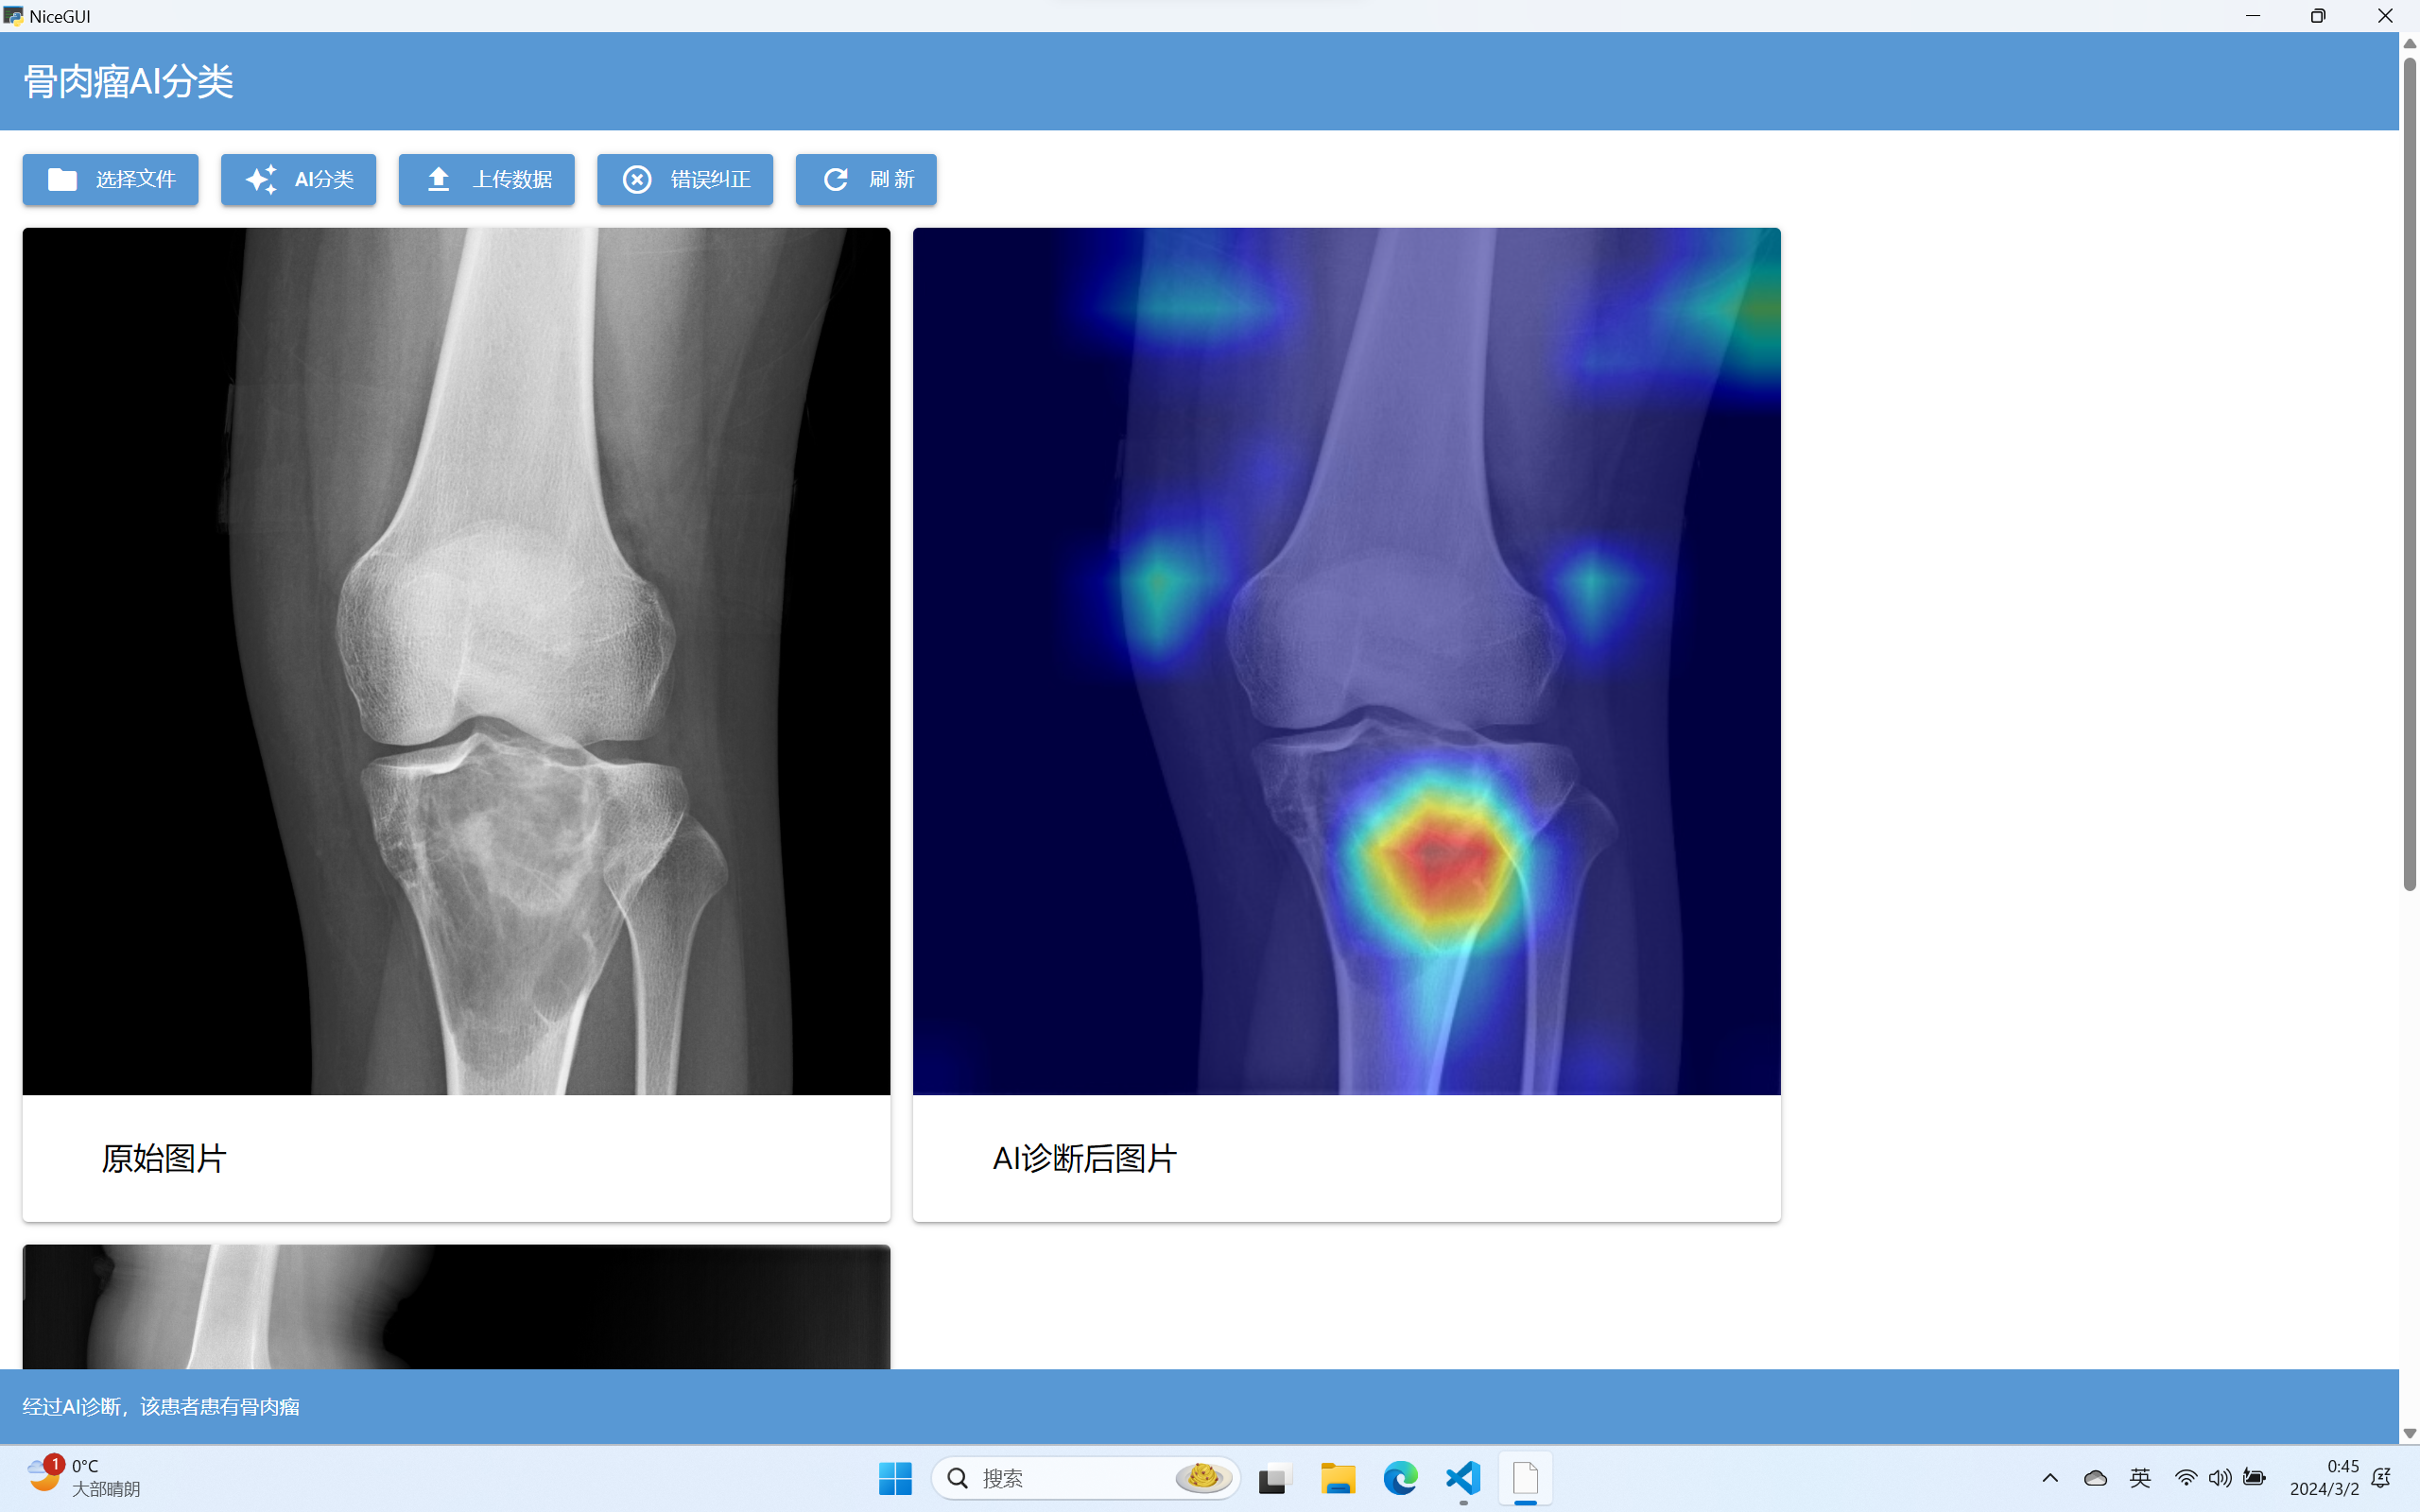 NiceGUI
骨肉瘤AI分类
选择文件
AI分类
上传数据
错误纠正
刷 新
原始图片
AI诊断后图片
经过AI诊断，该患者患有骨肉瘤
1
0°C
大部晴朗
搜索
英
0:45
2024/3/2